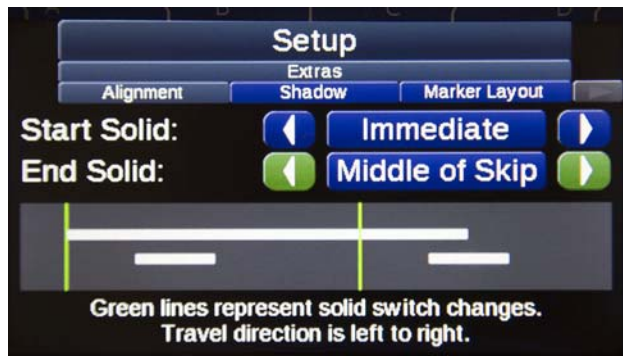 Setup
Extras
Alignment Shadow Marker Layout
Start Solid: Immediate
End Solid: Middle of Skip
Green lines represent solid switch changes.
Travel direction is left to right.